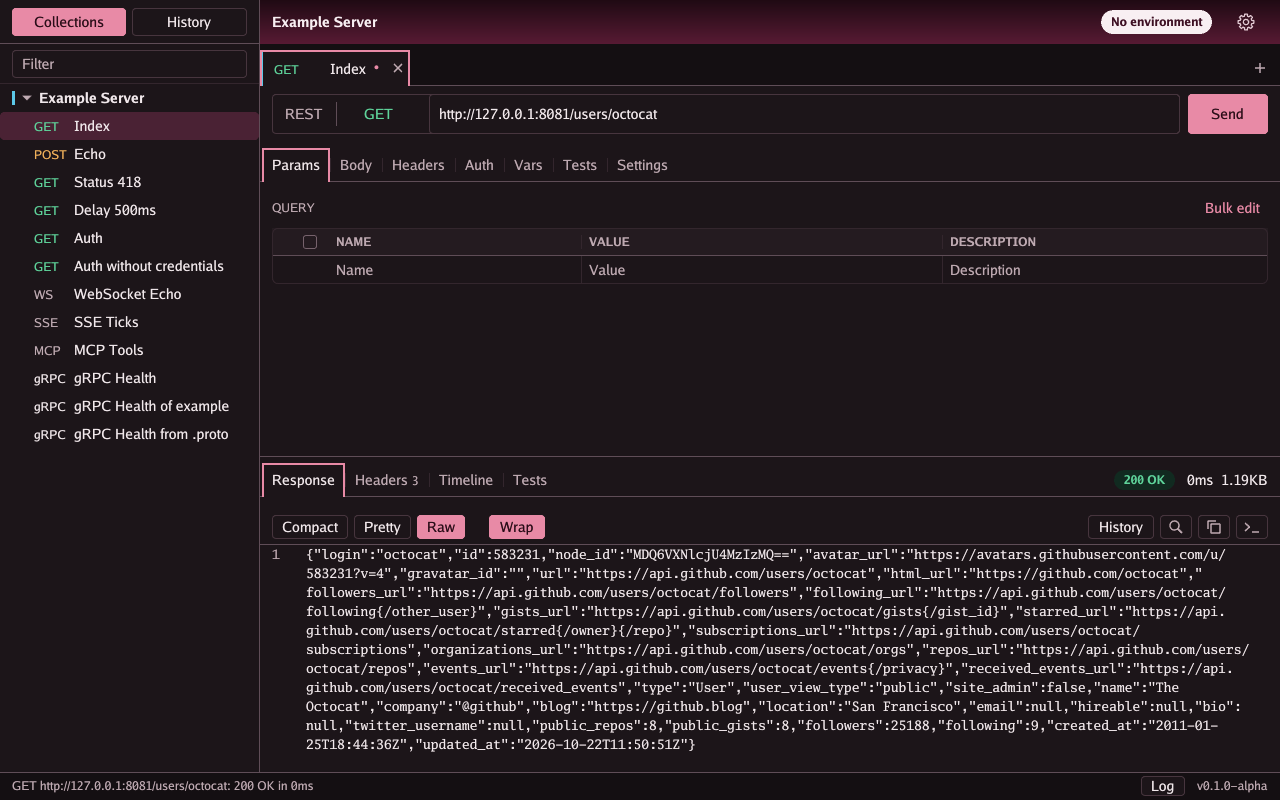 Collections
History
Example Server
No environment
Filter
Example Server
GET Index
POST Echo
GET Status 418
GET Delay 500ms
GET Auth
GET Auth without credentials
WS WebSocket Echo
SSE SSE Ticks
MCP MCP Tools
gRPC gRPC Health
gRPC gRPC Health of example
gRPC gRPC Health from .proto
GET Index • ✕
+
REST GET http://127.0.0.1:8081/users/octocat Send
Params Body Headers Auth Vars Tests Settings
QUERY Bulk edit
NAME VALUE DESCRIPTION
Name Value Description
Response Headers 3 Timeline Tests 200 OK 0ms 1.19KB
Compact Pretty Raw Wrap History >_
1 {"login":"octocat","id":583231,"node_id":"MDQ6VXNlcjU4MzIzMQ==","avatar_url":"https://avatars.githubusercontent.com/u/
583231?v=4","gravatar_id":"","url":"https://api.github.com/users/octocat","html_url":"https://github.com/octocat","
followers_url":"https://api.github.com/users/octocat/followers","following_url":"https://api.github.com/users/octocat/
following{/other_user}","gists_url":"https://api.github.com/users/octocat/gists{/gist_id}","starred_url":"https://api.
github.com/users/octocat/starred{/owner}{/repo}","subscriptions_url":"https://api.github.com/users/octocat/
subscriptions","organizations_url":"https://api.github.com/users/octocat/orgs","repos_url":"https://api.github.com/users/
octocat/repos","events_url":"https://api.github.com/users/octocat/events{/privacy}","received_events_url":"https://api.
github.com/users/octocat/received_events","type":"User","user_view_type":"public","site_admin":false,"name":"The
Octocat","company":"@github","blog":"https://github.blog","location":"San Francisco","email":null,"hireable":null,"bio":
null,"twitter_username":null,"public_repos":8,"public_gists":8,"followers":25188,"following":9,"created_at":"2011-01-
25T18:44:36Z","updated_at":"2026-10-22T11:50:51Z"}
GET http://127.0.0.1:8081/users/octocat: 200 OK in 0ms
Log v0.1.0-alpha